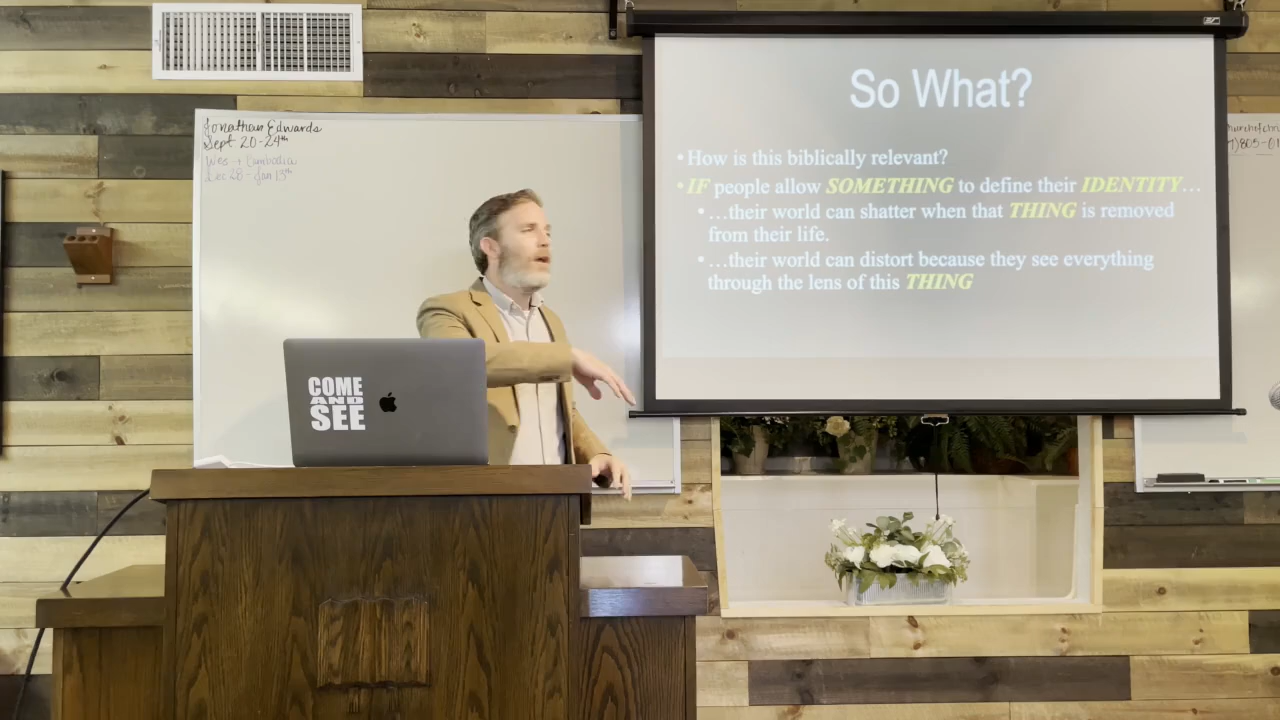 Jonathan Edwards
Sept 20-24th
Wes → Cambodia
Dec 28 - Jan 13th
So What?
• How is this biblically relevant?
• IF people allow SOMETHING to define their IDENTITY…
• …their world can shatter when that THING is removed
from their life.
• …their world can distort because they see everything
through the lens of this THING
COME
AND
SEE